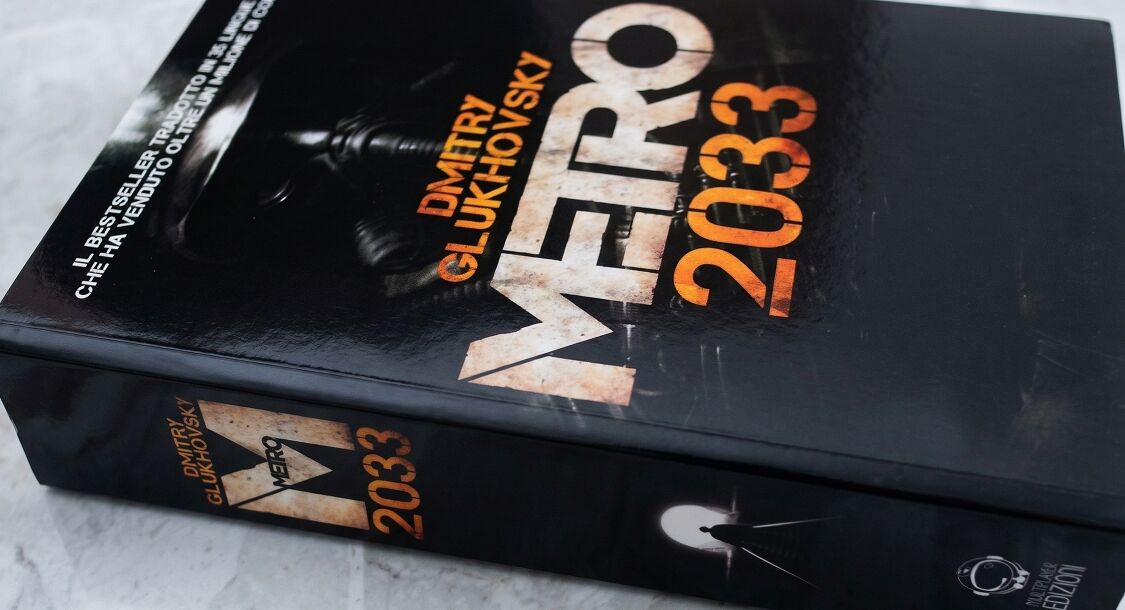 IL BESTSELLER TRADOTTO IN 35 LINGUE
CHE HA VENDUTO OLTRE UN MILIONE DI
DMITRY
GLUKHOVSKY
METRO
2033
DMITRY
GLUKHOVSKY
M
METRO
2033
MULTIPLAYER
EDIZIONI